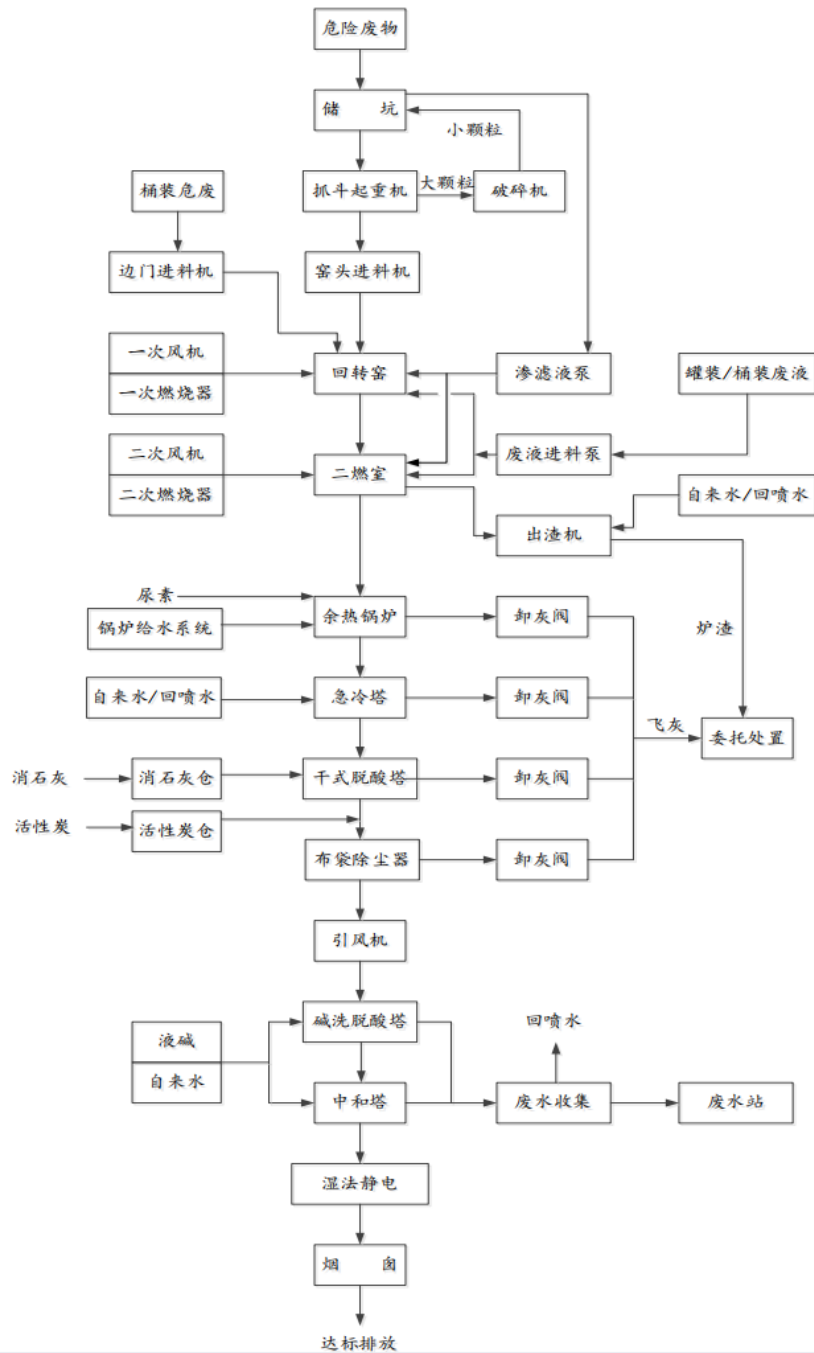 危险废物
储 坑
小颗粒
桶装危废
抓斗起重机
大颗粒
破碎机
边门进料机
窑头进料机
一次风机
一次燃烧器
回转窑
渗滤液泵
罐装/桶装废液
二次风机
二次燃烧器
二燃室
废液进料泵
自来水/回喷水
出渣机
尿素
锅炉给水系统
余热锅炉
卸灰阀
炉渣
自来水/回喷水
急冷塔
卸灰阀
飞灰
委托处置
消石灰
消石灰仓
干式脱酸塔
卸灰阀
活性炭
活性炭仓
布袋除尘器
卸灰阀
引风机
液碱
自来水
碱洗脱酸塔
回喷水
中和塔
废水收集
废水站
湿法静电
烟 囱
达标排放